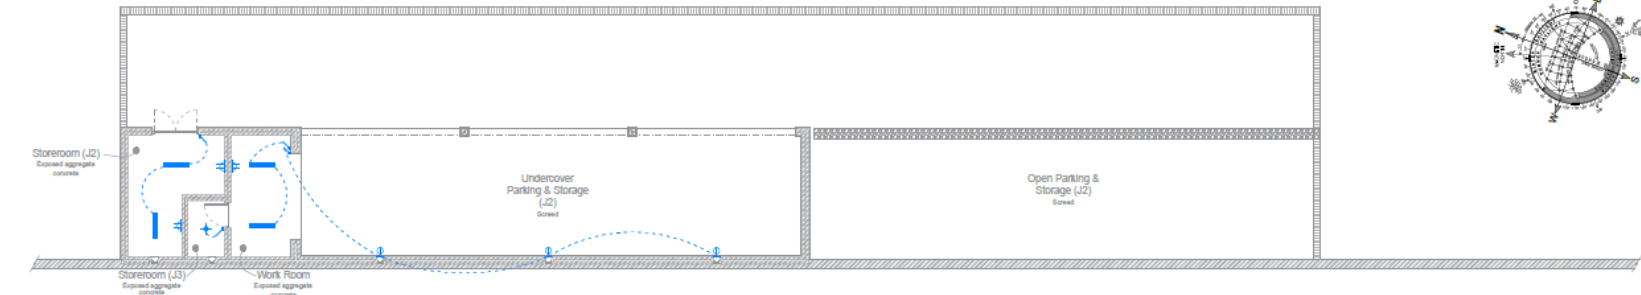 Storeroom (J2)
Exposed aggregate
concrete
Undercover
Parking & Storage
(J2)
Screed
Open Parking &
Storage (J2)
Screed
Storeroom (J3)
Exposed aggregate
concrete
Work Room
Exposed aggregate
concrete
N
S